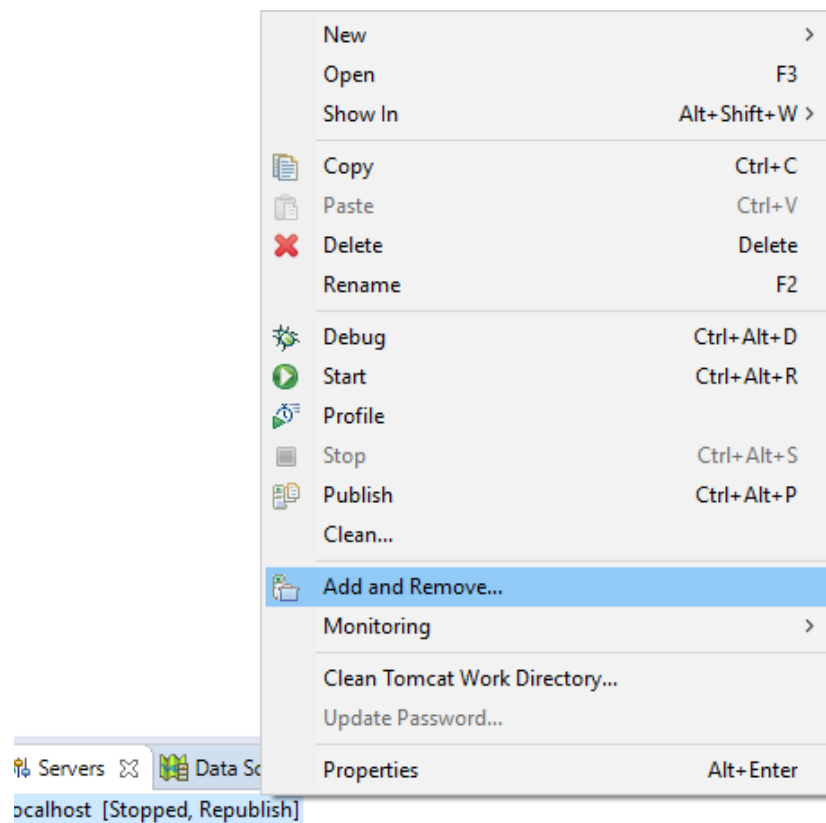 New
Open F3
Show In Alt+Shift+W
Copy Ctrl+C
Paste Ctrl+V
Delete Delete
Rename F2
Debug Ctrl+Alt+D
Start Ctrl+Alt+R
Profile
Stop Ctrl+Alt+S
Publish Ctrl+Alt+P
Clean...
Add and Remove...
Monitoring
Clean Tomcat Work Directory...
Update Password...
Properties Alt+Enter
Servers Data So
ocalhost [Stopped, Republish]